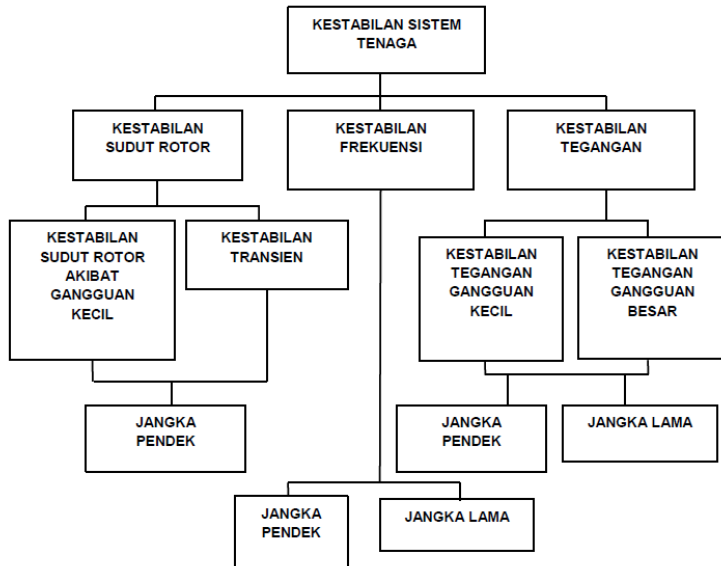 KESTABILAN SISTEM
TENAGA
KESTABILAN
SUDUT ROTOR
KESTABILAN
FREKUENSI
KESTABILAN
TEGANGAN
KESTABILAN
SUDUT ROTOR
AKIBAT
GANGGUAN
KECIL
KESTABILAN
TRANSIEN
KESTABILAN
TEGANGAN
GANGGUAN
KECIL
KESTABILAN
TEGANGAN
GANGGUAN
BESAR
JANGKA
PENDEK
JANGKA
PENDEK
JANGKA LAMA
JANGKA
PENDEK
JANGKA LAMA